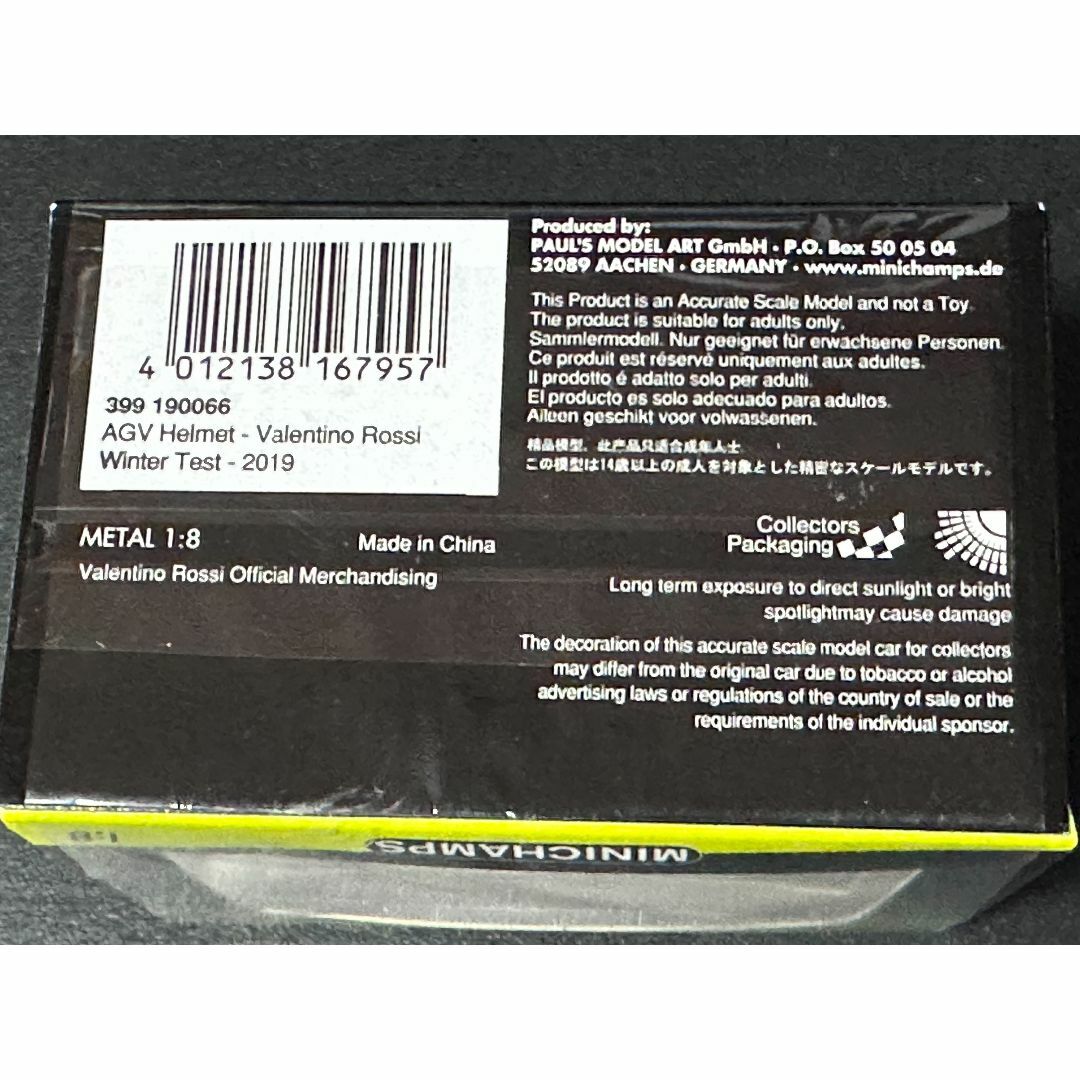 4 012138 167957
399 190066
AGV Helmet - Valentino Rossi
Winter Test - 2019
METAL 1:8
Made in China
Valentino Rossi Official Merchandising
Produced by:
PAUL'S MODEL ART GmbH · P.O. Box 50 05 04
52089 AACHEN · GERMANY · www.minichamps.de
This Product is an Accurate Scale Model and not a Toy.
The product is suitable for adults only.
Sammlermodell. Nur geeignet für erwachsene Personen.
Ce produit est réservé uniquement aux adultes.
Il prodotto é adatto solo per adulti.
El producto es solo adecuado para adultos.
Alleen geschikt voor volwassenen.
精品模型，此产品只适合成年人士
この模型は14歳以上の成人を対象とした精密なスケールモデルです。
Collectors
Packaging
Long term exposure to direct sunlight or bright
spotlightmay cause damage
The decoration of this accurate scale model car for collectors
may differ from the original car due to tobacco or alcohol
advertising laws or regulations of the country of sale or the
requirements of the individual sponsor.
1:8
MINICHAMPS